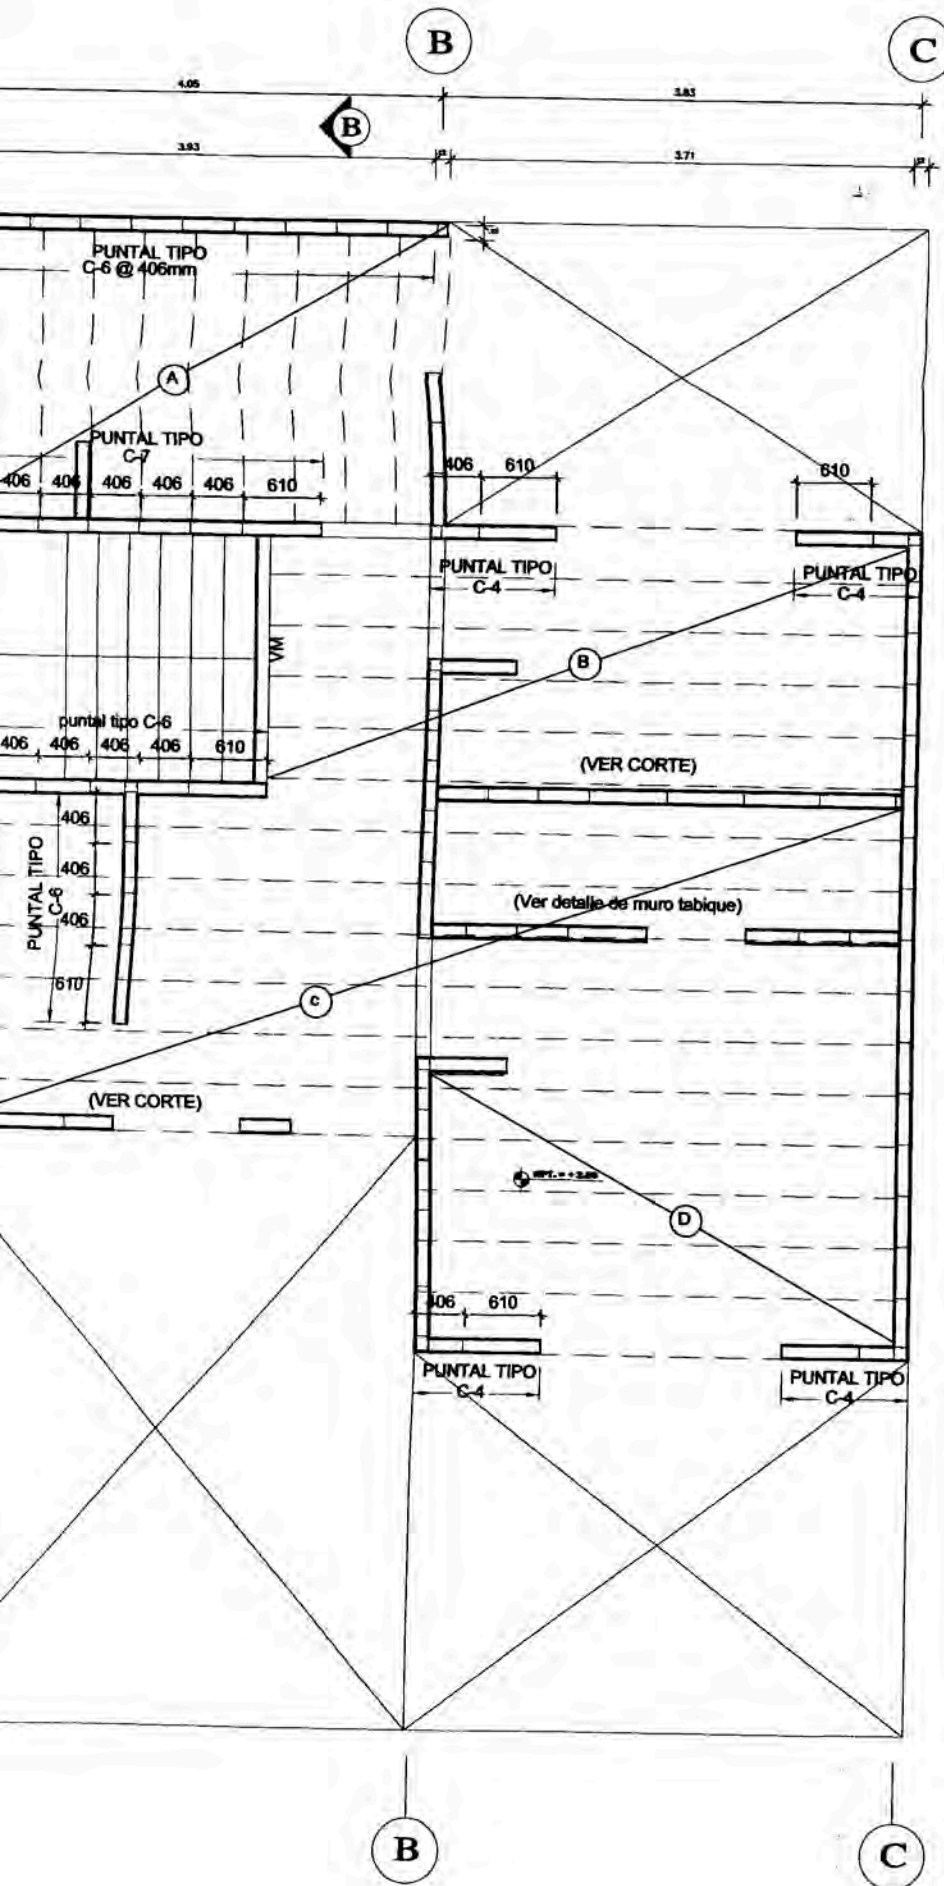 B
C
4.05
3.83
B
3.93
3.71
PUNTAL TIPO
C-6 @ 406mm
A
PUNTAL TIPO
C-7
406
406
406
406
406
610
406
610
610
PUNTAL TIPO
C-4
PUNTAL TIPO
C-4
VM
B
puntal tipo C-6
406
406
406
406
610
(VER CORTE)
PUNTAL TIPO
C-6
406
406
406
610
(Ver detalle de muro tabique)
C
(VER CORTE)
D
406
610
PUNTAL TIPO
C-4
PUNTAL TIPO
C-4
B
C